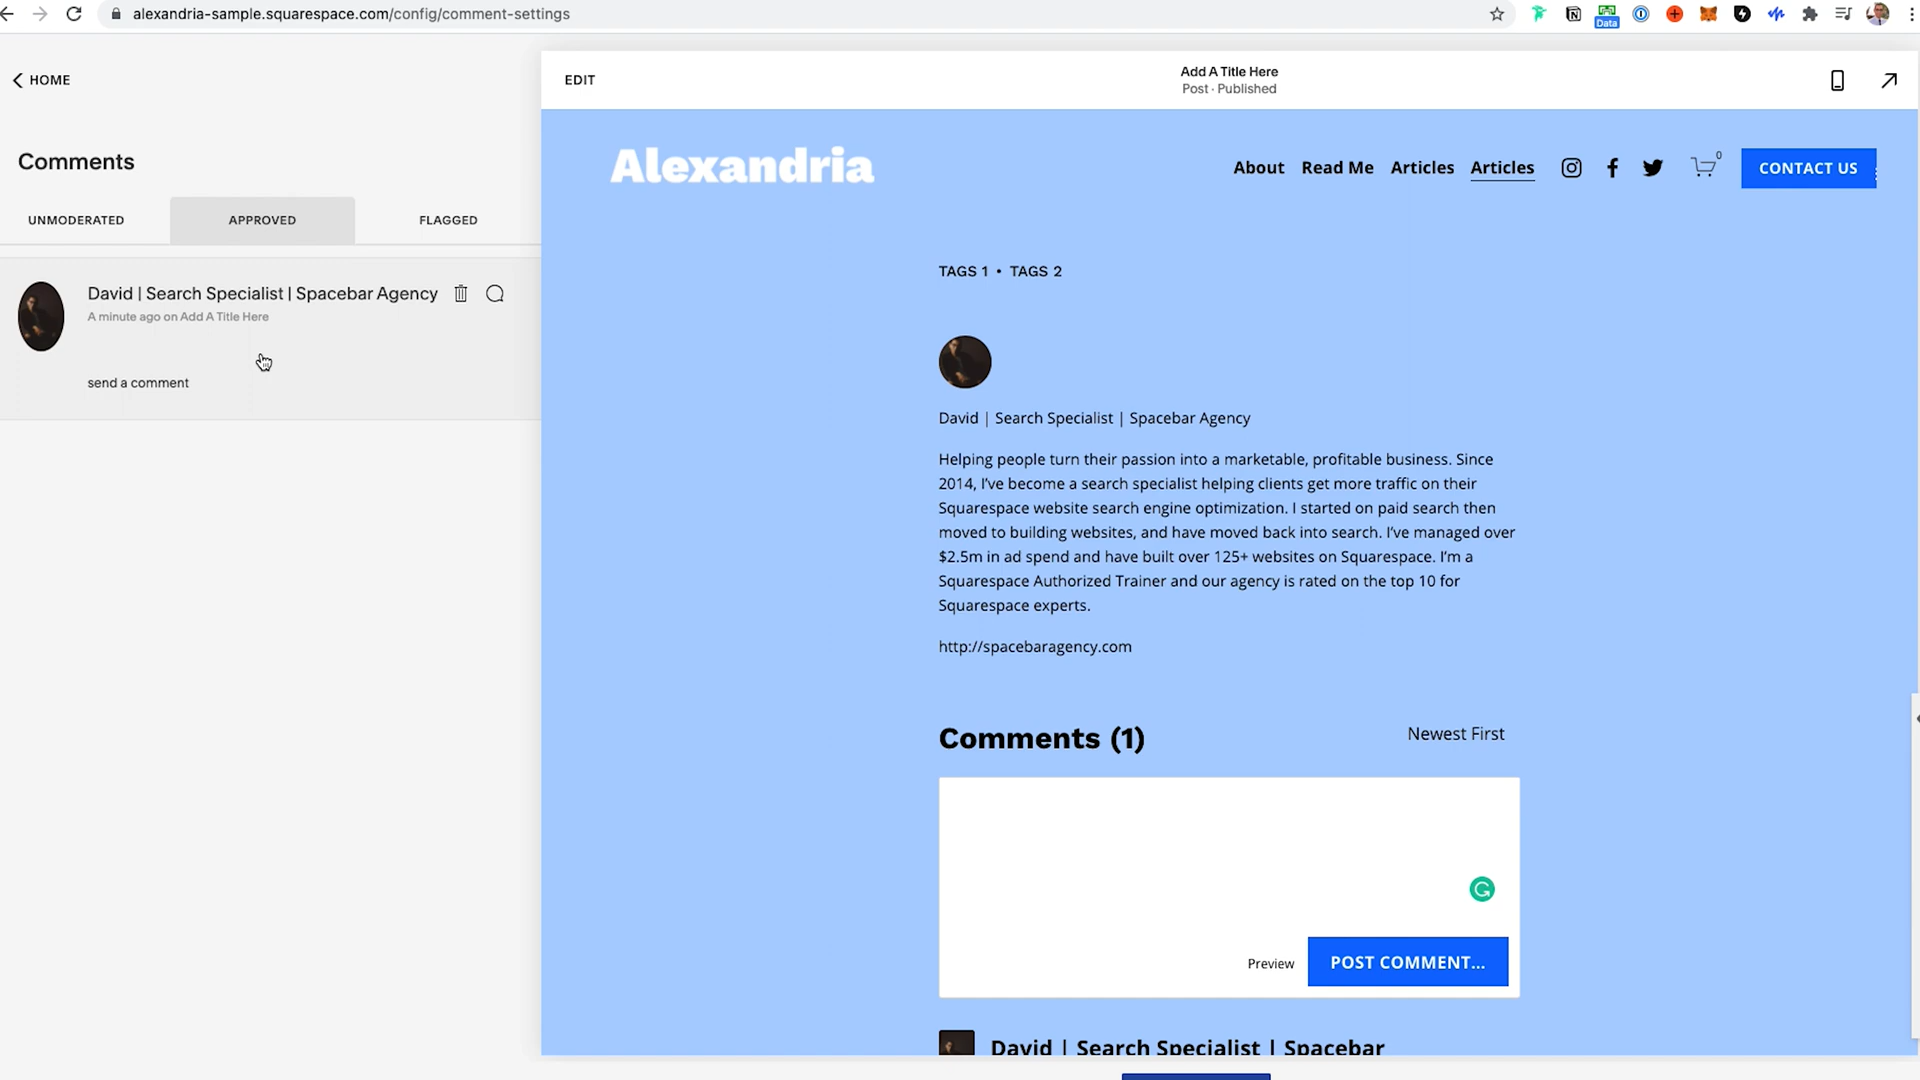 alexandria-sample.squarespace.com/config/comment-settings
Data
HOME
EDIT
Add A Title Here
Post · Published
Comments
UNMODERATED
APPROVED
FLAGGED
David | Search Specialist | Spacebar Agency
A minute ago on Add A Title Here
send a comment
Alexandria
About
Read Me
Articles
Articles
0
CONTACT US
TAGS 1 • TAGS 2
David | Search Specialist | Spacebar Agency
Helping people turn their passion into a marketable, profitable business. Since
2014, I've become a search specialist helping clients get more traffic on their
Squarespace website search engine optimization. I started on paid search then
moved to building websites, and have moved back into search. I've managed over
$2.5m in ad spend and have built over 125+ websites on Squarespace. I'm a
Squarespace Authorized Trainer and our agency is rated on the top 10 for
Squarespace experts.
http://spacebaragency.com
Comments (1)
Newest First
Preview
POST COMMENT...
David | Search Specialist | Spacebar